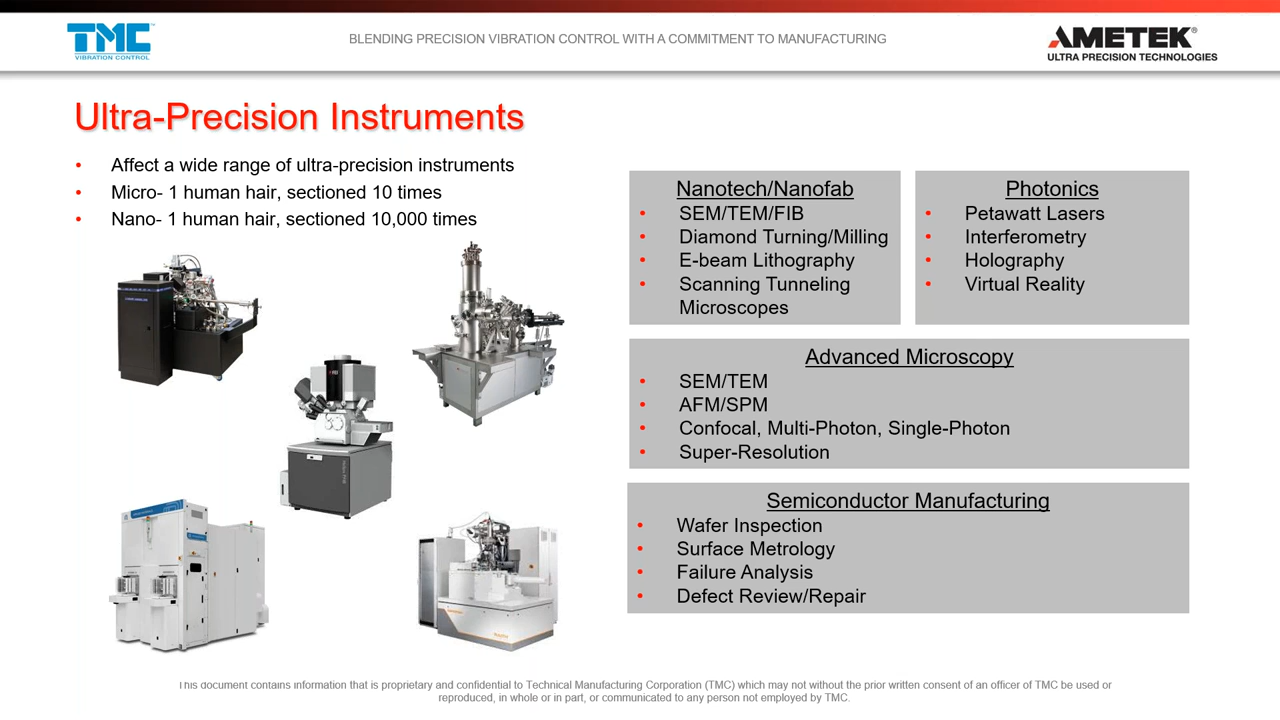 TMC
VIBRATION CONTROL
BLENDING PRECISION VIBRATION CONTROL WITH A COMMITMENT TO MANUFACTURING
AMETEK®
ULTRA PRECISION TECHNOLOGIES
Ultra-Precision Instruments
• Affect a wide range of ultra-precision instruments
• Micro- 1 human hair, sectioned 10 times
• Nano- 1 human hair, sectioned 10,000 times
Nanotech/Nanofab
• SEM/TEM/FIB
• Diamond Turning/Milling
• E-beam Lithography
• Scanning Tunneling
Microscopes
Photonics
• Petawatt Lasers
• Interferometry
• Holography
• Virtual Reality
Advanced Microscopy
• SEM/TEM
• AFM/SPM
• Confocal, Multi-Photon, Single-Photon
• Super-Resolution
Semiconductor Manufacturing
• Wafer Inspection
• Surface Metrology
• Failure Analysis
• Defect Review/Repair
This document contains information that is proprietary and confidential to Technical Manufacturing Corporation (TMC) which may not without the prior written consent of an officer of TMC be used or
reproduced, in whole or in part, or communicated to any person not employed by TMC.